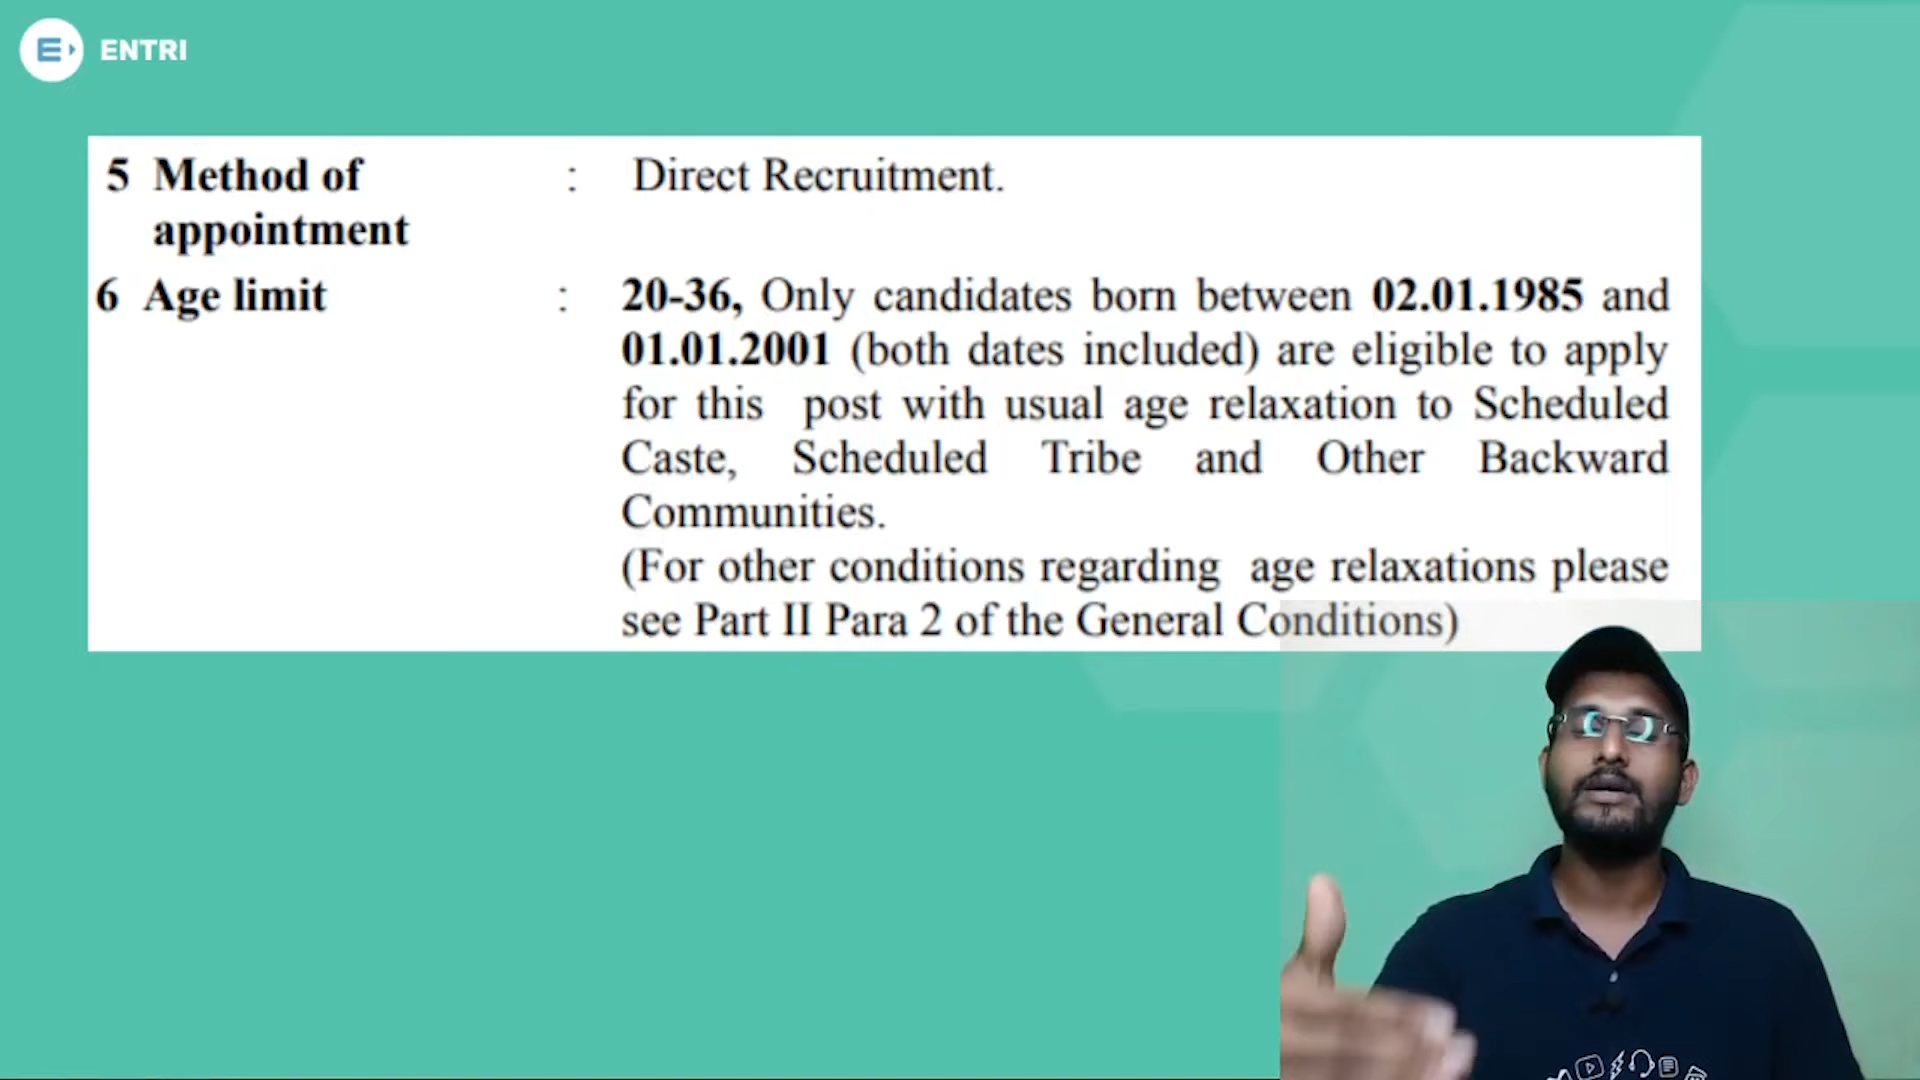 ENTRI
5 Method of : Direct Recruitment.
appointment
6 Age limit : 20-36, Only candidates born between 02.01.1985 and
01.01.2001 (both dates included) are eligible to apply
for this post with usual age relaxation to Scheduled
Caste, Scheduled Tribe and Other Backward
Communities.
(For other conditions regarding age relaxations please
see Part II Para 2 of the General Conditions)